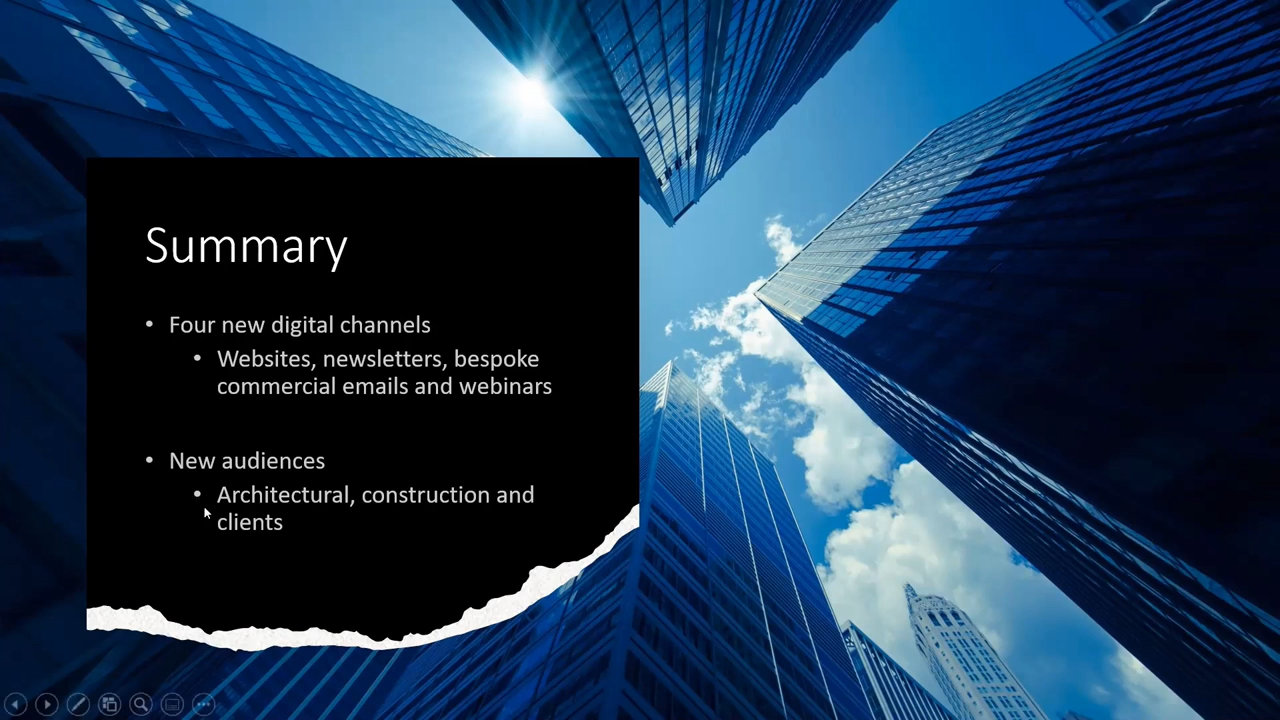 Summary
• Four new digital channels
• Websites, newsletters, bespoke
commercial emails and webinars
• New audiences
• Architectural, construction and
clients